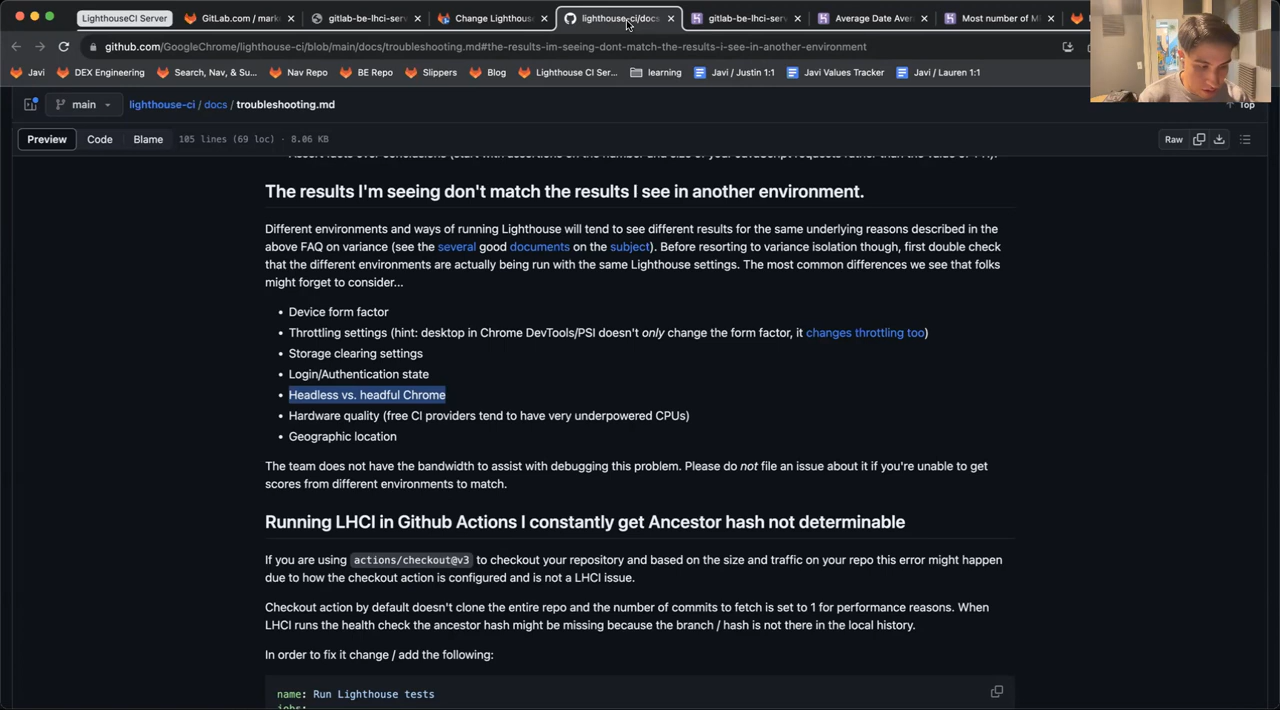 LighthouseCI Server
GitLab.com / mark
gitlab-be-lhci-serv
Change Lighthous
lighthouse-ci/docs
gitlab-be-lhci-serv
Average Date Aver
Most number of M
github.com/GoogleChrome/lighthouse-ci/blob/main/docs/troubleshooting.md#the-results-im-seeing-dont-match-the-results-i-see-in-another-environment
Javi
DEX Engineering
Search, Nav, & Su...
Nav Repo
BE Repo
Slippers
Blog
Lighthouse CI Ser...
learning
Javi / Justin 1:1
Javi Values Tracker
Javi / Lauren 1:1
main
lighthouse-ci / docs / troubleshooting.md
Top
Preview
Code
Blame
105 lines (69 loc) · 8.06 KB
Raw
The results I'm seeing don't match the results I see in another environment.
Different environments and ways of running Lighthouse will tend to see different results for the same underlying reasons described in the
above FAQ on variance (see the several good documents on the subject). Before resorting to variance isolation though, first double check
that the different environments are actually being run with the same Lighthouse settings. The most common differences we see that folks
might forget to consider...
• Device form factor
• Throttling settings (hint: desktop in Chrome DevTools/PSI doesn't only change the form factor, it changes throttling too)
• Storage clearing settings
• Login/Authentication state
• Headless vs. headful Chrome
• Hardware quality (free CI providers tend to have very underpowered CPUs)
• Geographic location
The team does not have the bandwidth to assist with debugging this problem. Please do not file an issue about it if you're unable to get
scores from different environments to match.
Running LHCI in Github Actions I constantly get Ancestor hash not determinable
If you are using actions/checkout@v3 to checkout your repository and based on the size and traffic on your repo this error might happen
due to how the checkout action is configured and is not a LHCI issue.
Checkout action by default doesn't clone the entire repo and the number of commits to fetch is set to 1 for performance reasons. When
LHCI runs the health check the ancestor hash might be missing because the branch / hash is not there in the local history.
In order to fix it change / add the following:
name: Run Lighthouse tests